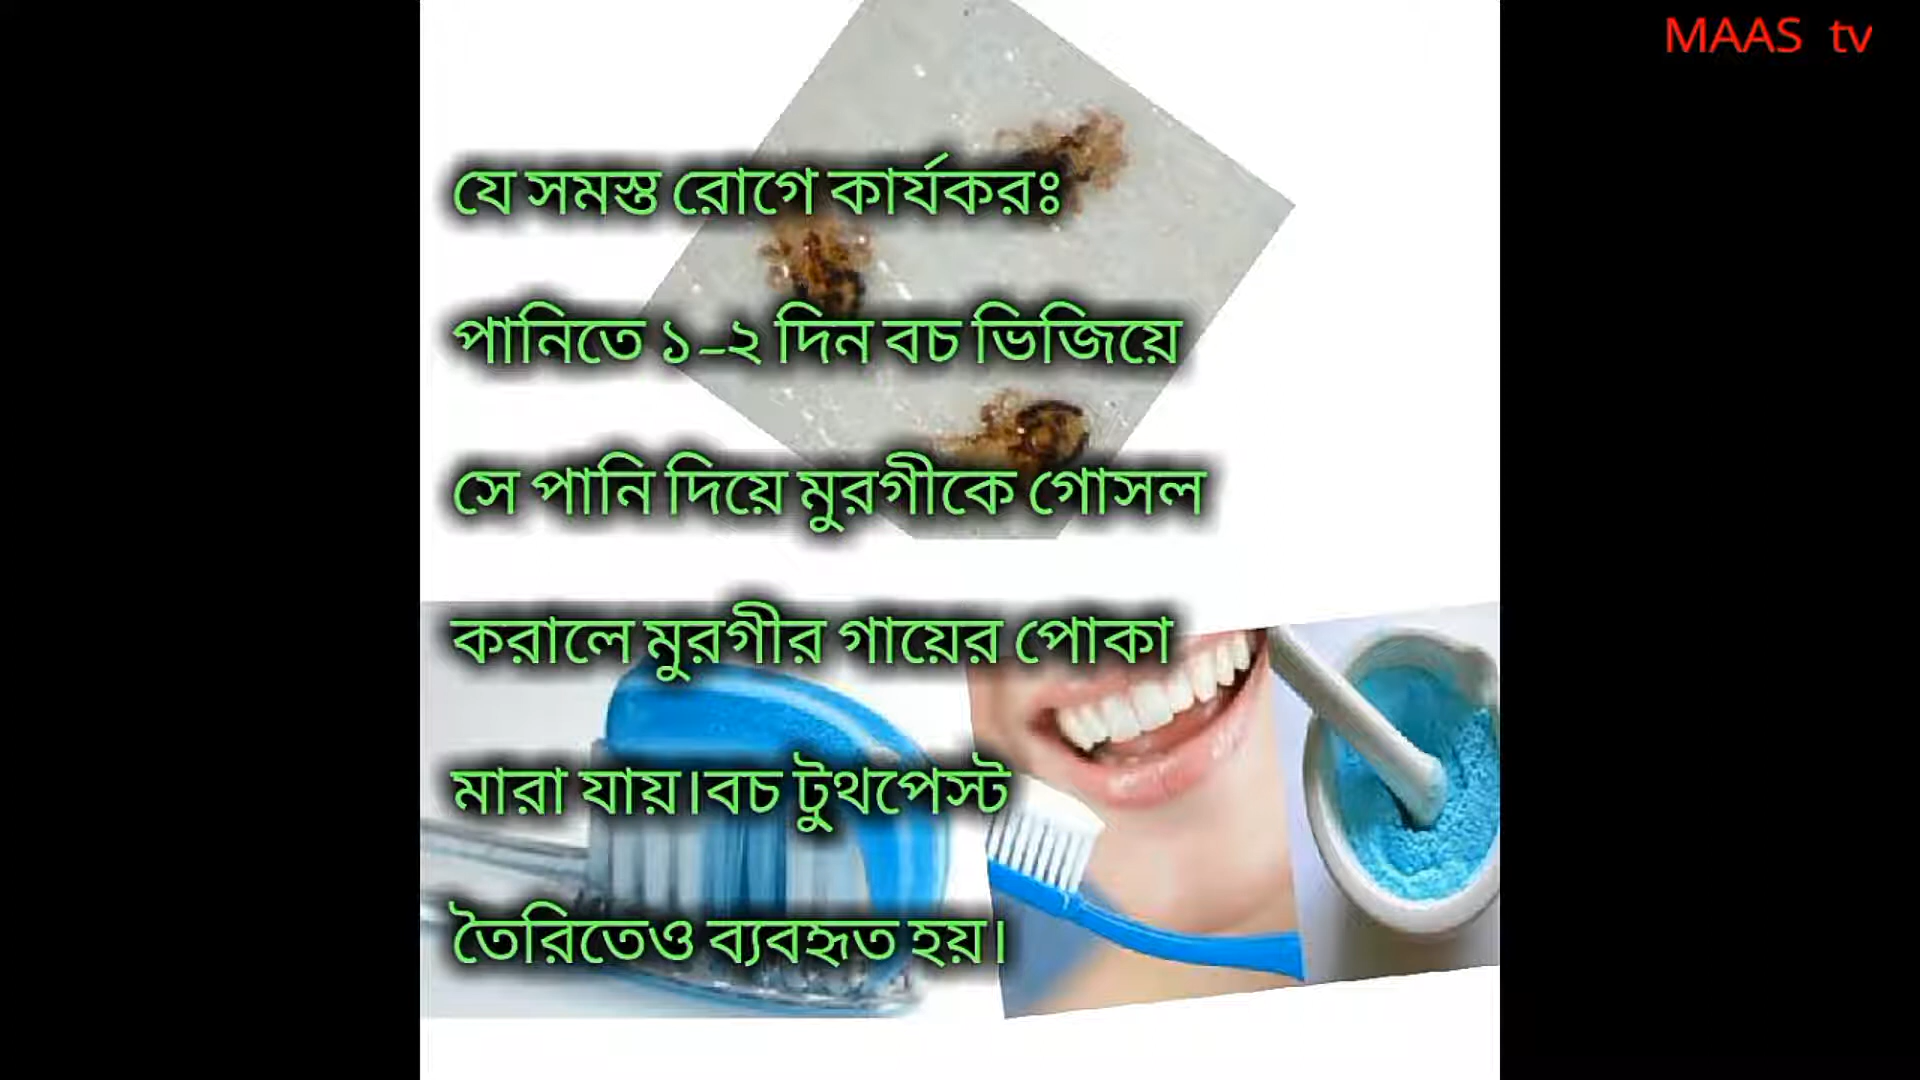 MAAS tv
যে সমস্ত রোগে কার্যকরঃ
পানিতে ১-২ দিন বচ ভিজিয়ে
সে পানি দিয়ে মুরগীকে গোসল
করালে মুরগীর গায়ের পোকা
মারা যায়।বচ টুথপেস্ট
তৈরিতেও ব্যবহৃত হয়।